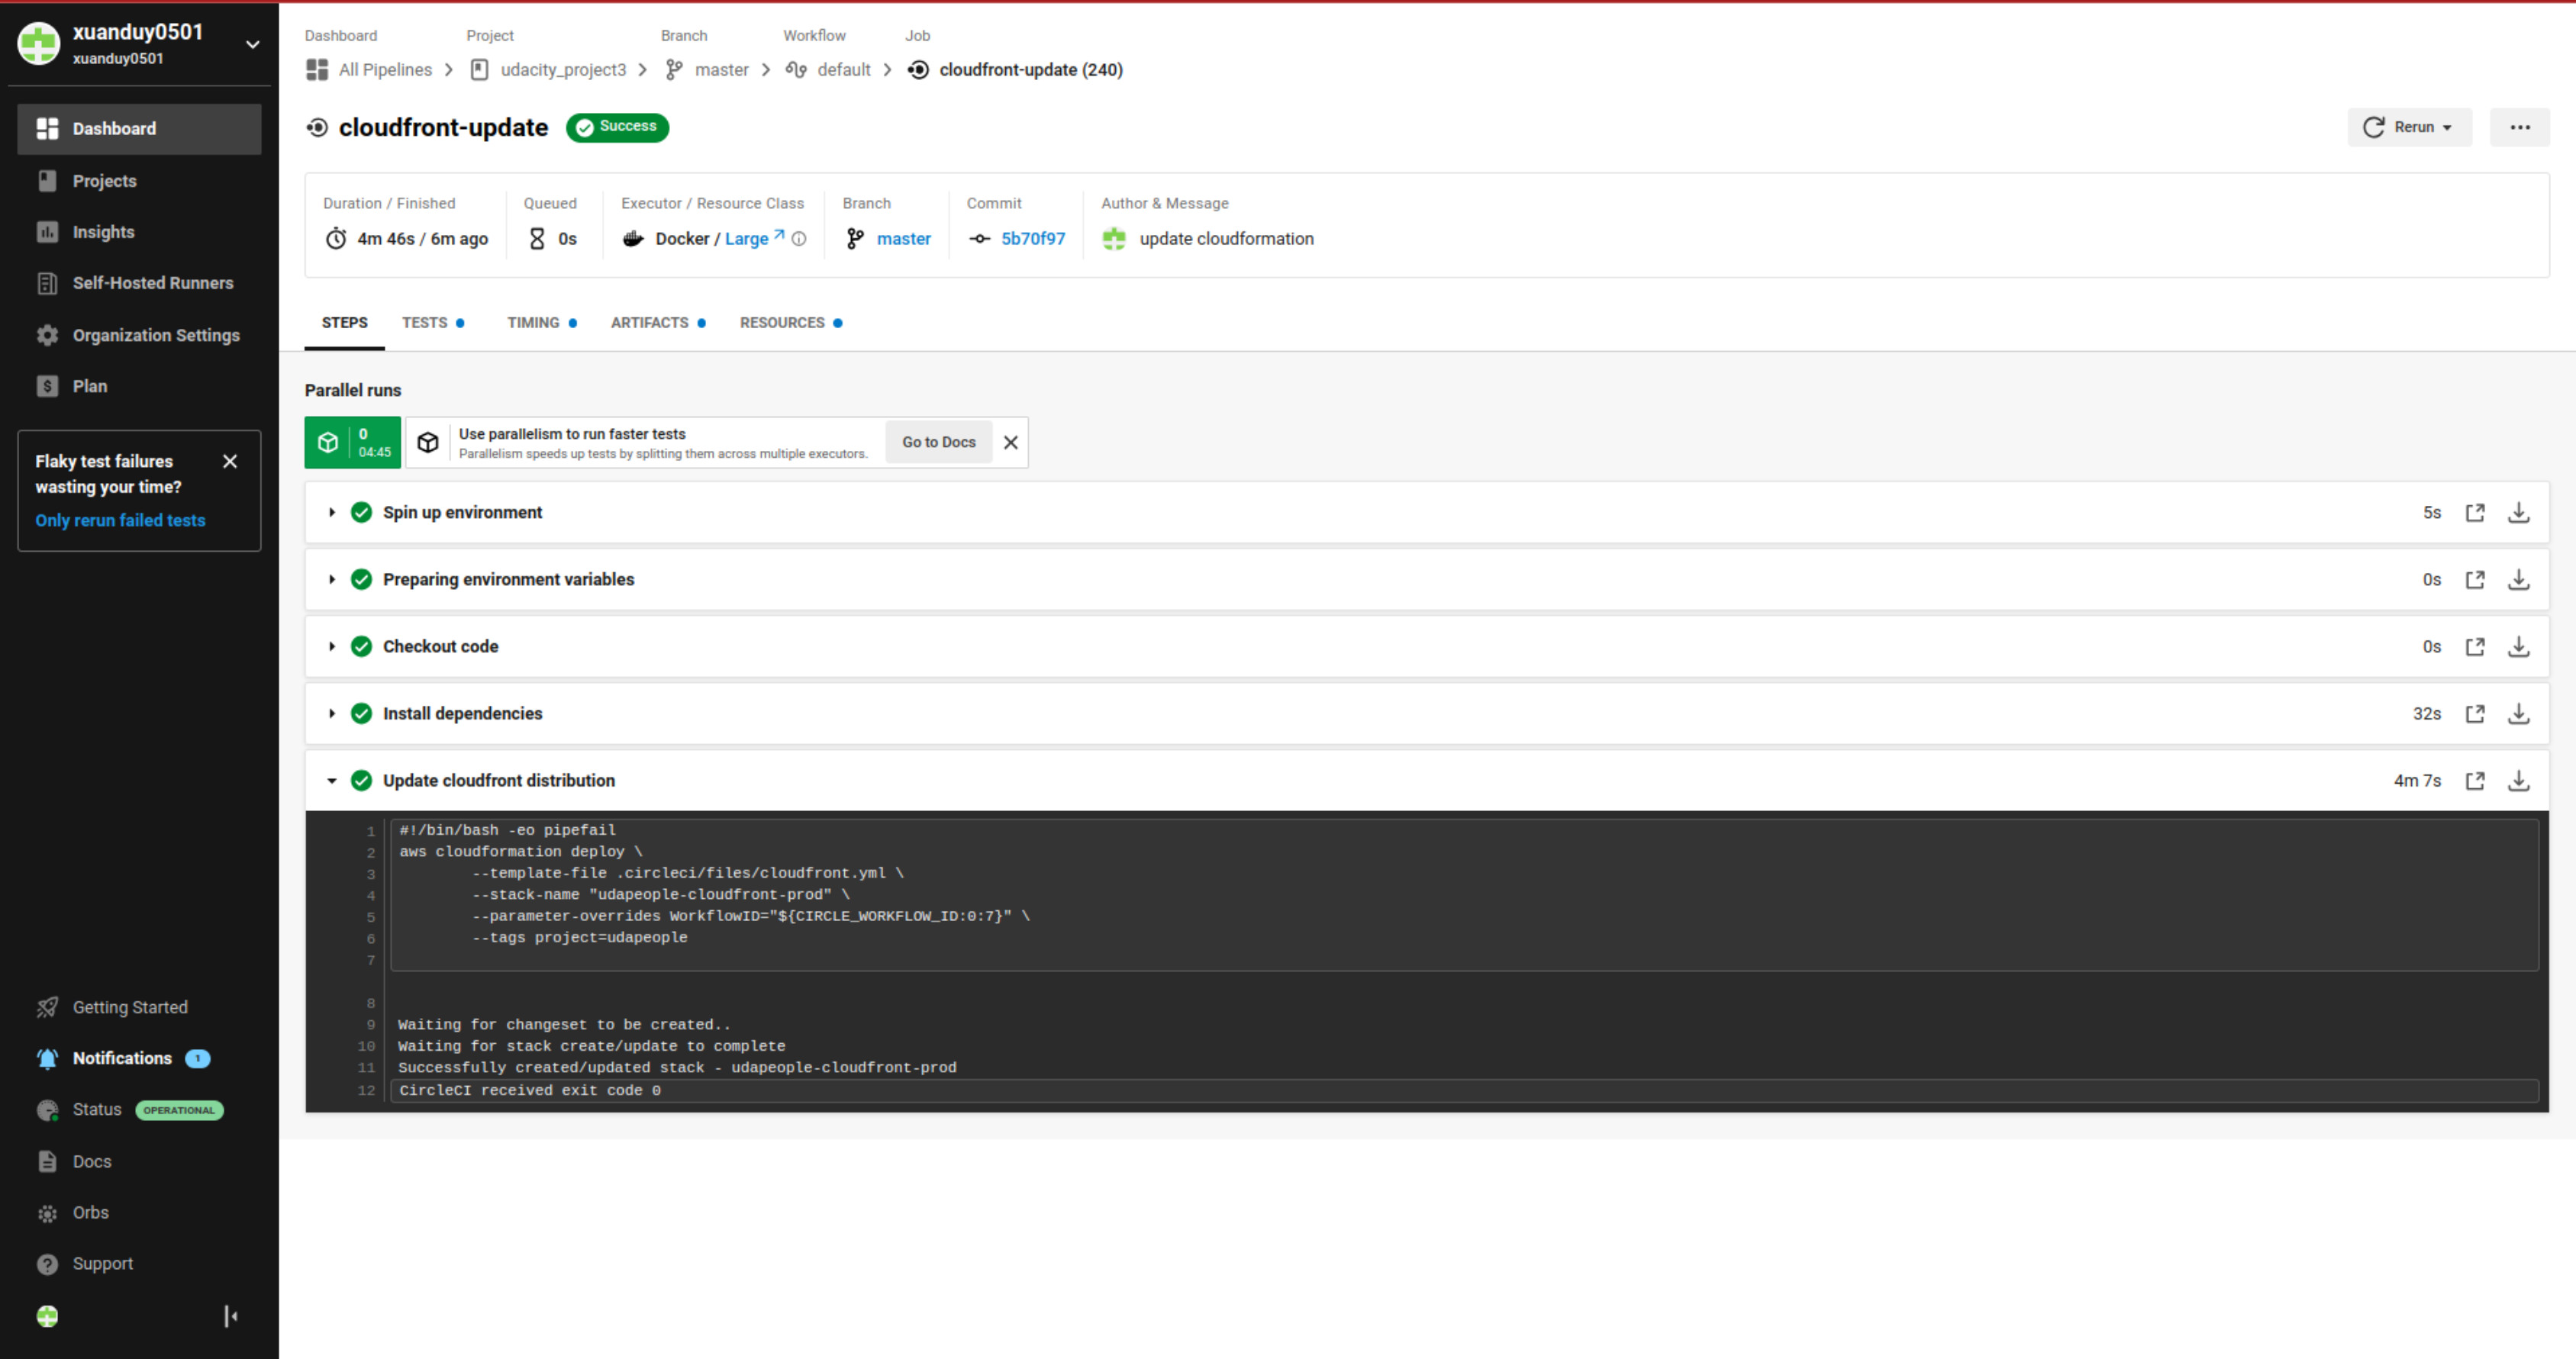 xuanduy0501
xuanduy0501
Dashboard
Projects
Insights
Self-Hosted Runners
Organization Settings
Plan
Flaky test failures
wasting your time?
Only rerun failed tests
Getting Started
Notifications 1
Status OPERATIONAL
Docs
Orbs
Support
Dashboard Project Branch Workflow Job
All Pipelines udacity_project3 master default cloudfront-update (240)
cloudfront-update Success Rerun
Duration / Finished Queued Executor / Resource Class Branch Commit Author & Message
4m 46s / 6m ago 0s Docker / Large master 5b70f97 update cloudformation
STEPS TESTS TIMING ARTIFACTS RESOURCES
Parallel runs
0
04:45
Use parallelism to run faster tests
Parallelism speeds up tests by splitting them across multiple executors.
Go to Docs
Spin up environment 5s
Preparing environment variables 0s
Checkout code 0s
Install dependencies 32s
Update cloudfront distribution 4m 7s
1 #!/bin/bash -eo pipefail
2 aws cloudformation deploy \
3 --template-file .circleci/files/cloudfront.yml \
4 --stack-name "udapeople-cloudfront-prod" \
5 --parameter-overrides WorkflowID="${CIRCLE_WORKFLOW_ID:0:7}" \
6 --tags project=udapeople
7
8
9 Waiting for changeset to be created..
10 Waiting for stack create/update to complete
11 Successfully created/updated stack - udapeople-cloudfront-prod
12 CircleCI received exit code 0